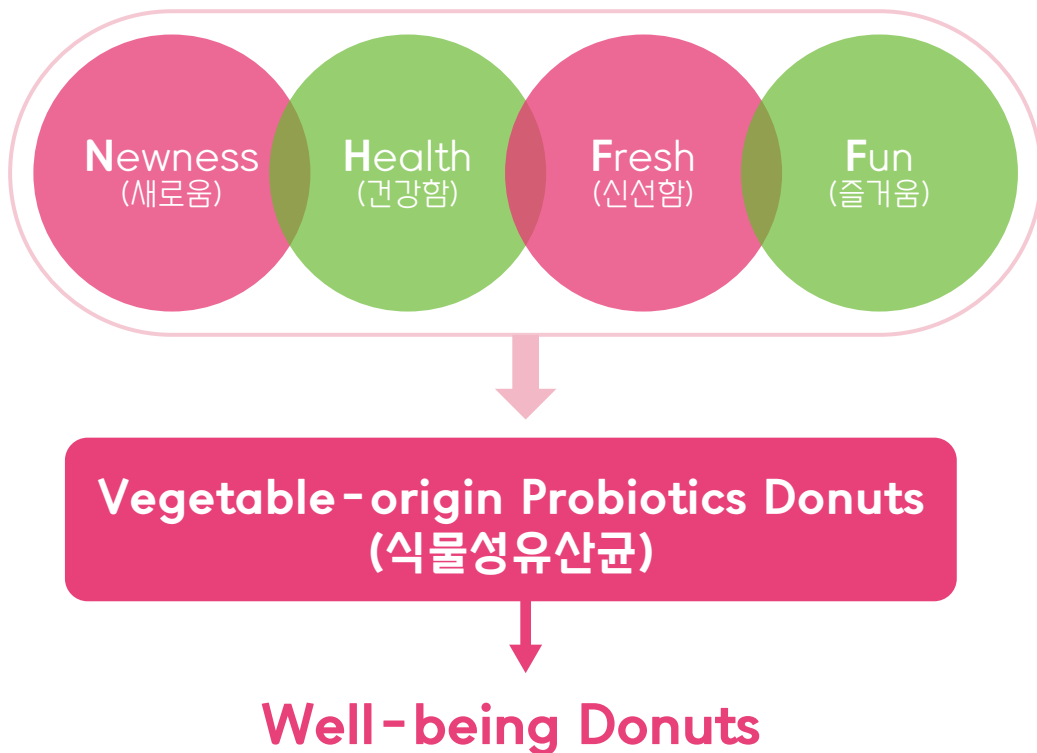 Newness
(새로움)
Health
(건강함)
Fresh
(신선함)
Fun
(즐거움)
Vegetable-origin Probiotics Donuts
(식물성유산균)
Well-being Donuts